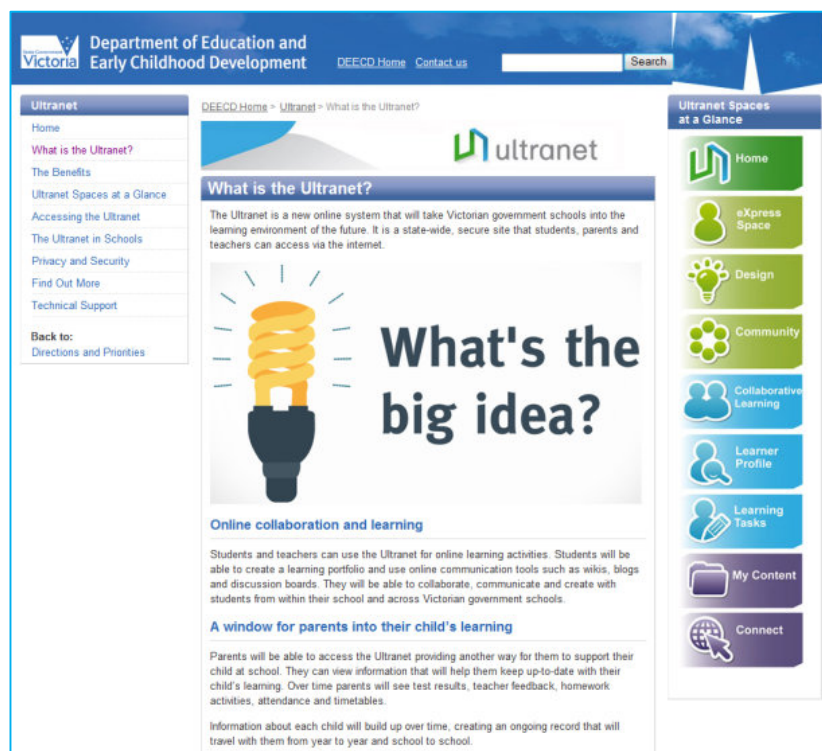 State Government
Victoria
Department of Education and
Early Childhood Development
DEECD Home Contact us
Search
Ultranet
Home
What is the Ultranet?
The Benefits
Ultranet Spaces at a Glance
Accessing the Ultranet
The Ultranet in Schools
Privacy and Security
Find Out More
Technical Support
Back to:
Directions and Priorities
DEECD Home > Ultranet > What is the Ultranet?
ultranet
What is the Ultranet?
The Ultranet is a new online system that will take Victorian government schools into the
learning environment of the future. It is a state-wide, secure site that students, parents and
teachers can access via the internet.
What's the
big idea?
Online collaboration and learning
Students and teachers can use the Ultranet for online learning activities. Students will be
able to create a learning portfolio and use online communication tools such as wikis, blogs
and discussion boards. They will be able to collaborate, communicate and create with
students from within their school and across Victorian government schools.
A window for parents into their child's learning
Parents will be able to access the Ultranet providing another way for them to support their
child at school. They can view information that will help them keep up-to-date with their
child's learning. Over time parents will see test results, teacher feedback, homework
activities, attendance and timetables.
Information about each child will build up over time, creating an ongoing record that will
travel with them from year to year and school to school.
Ultranet Spaces
at a Glance
Home
eXpress
Space
Design
Community
Collaborative
Learning
Learner
Profile
Learning
Tasks
My Content
Connect